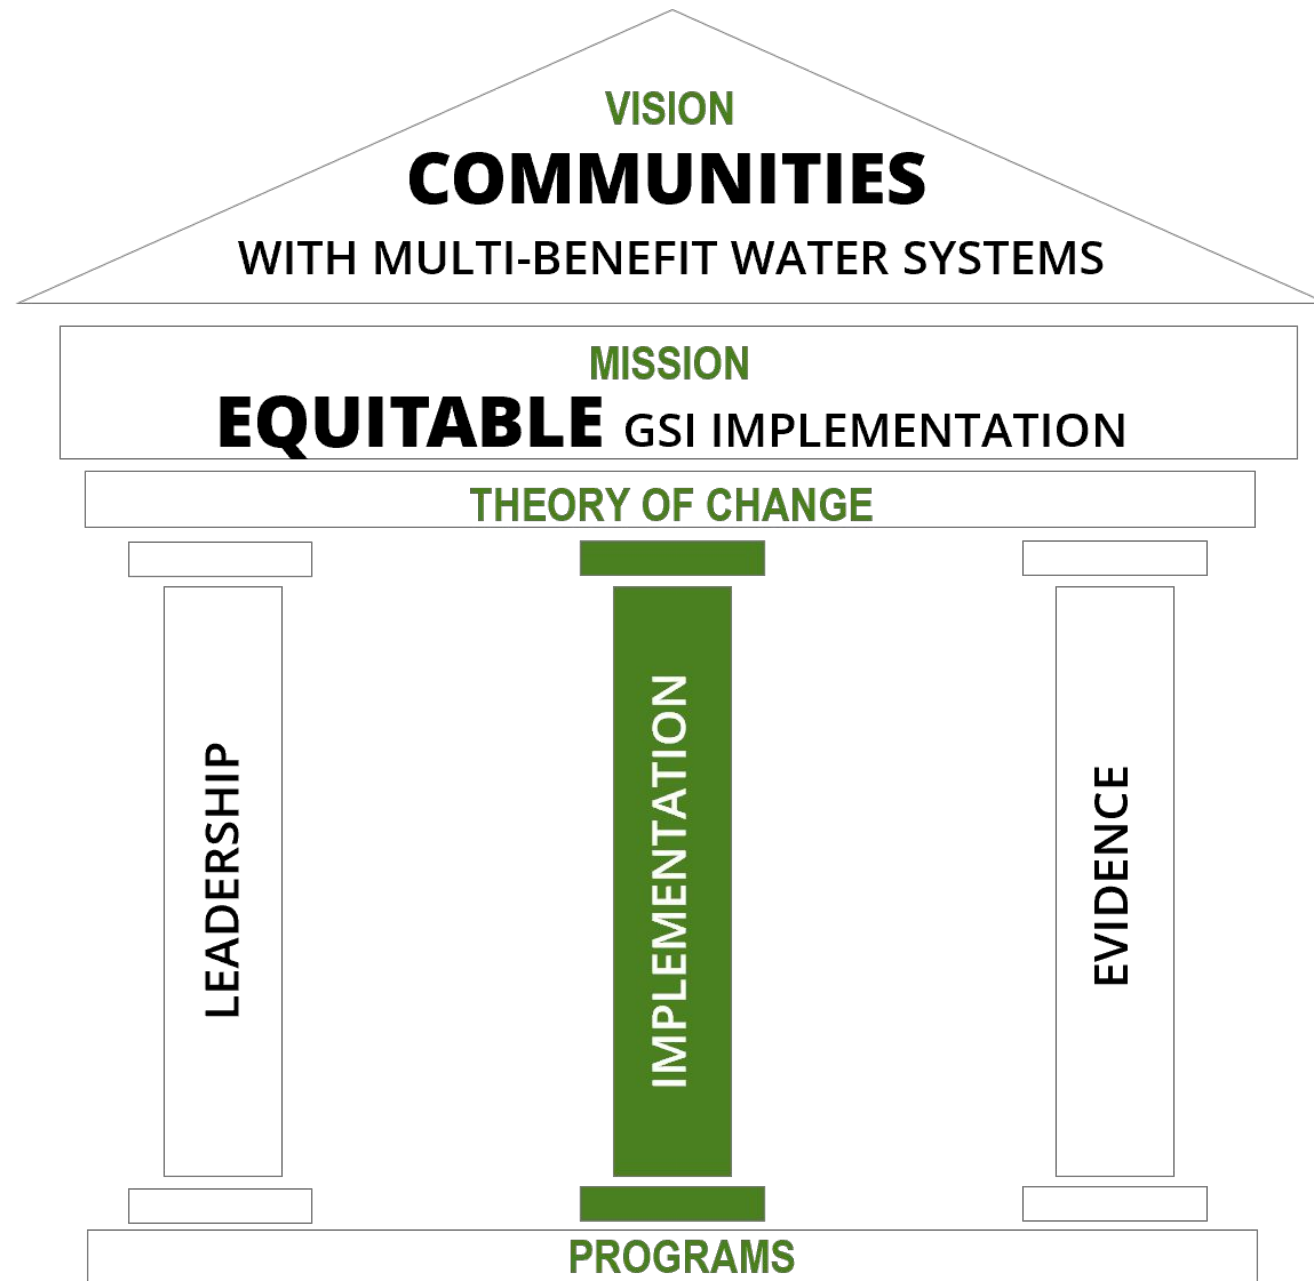 VISION
COMMUNITIES
WITH MULTI-BENEFIT WATER SYSTEMS
MISSION
EQUITABLE GSI IMPLEMENTATION
THEORY OF CHANGE
LEADERSHIP
IMPLEMENTATION
EVIDENCE
PROGRAMS